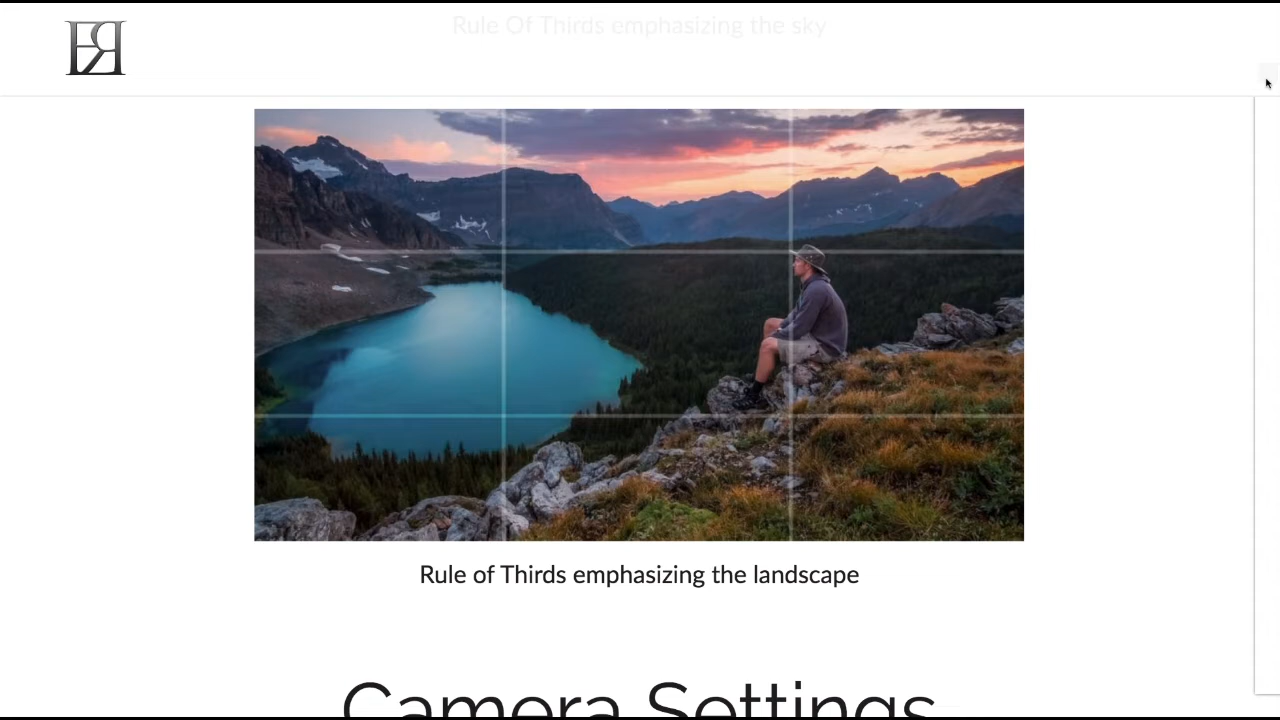 Rule Of Thirds emphasizing the sky
Rule of Thirds emphasizing the landscape
Camera Settings